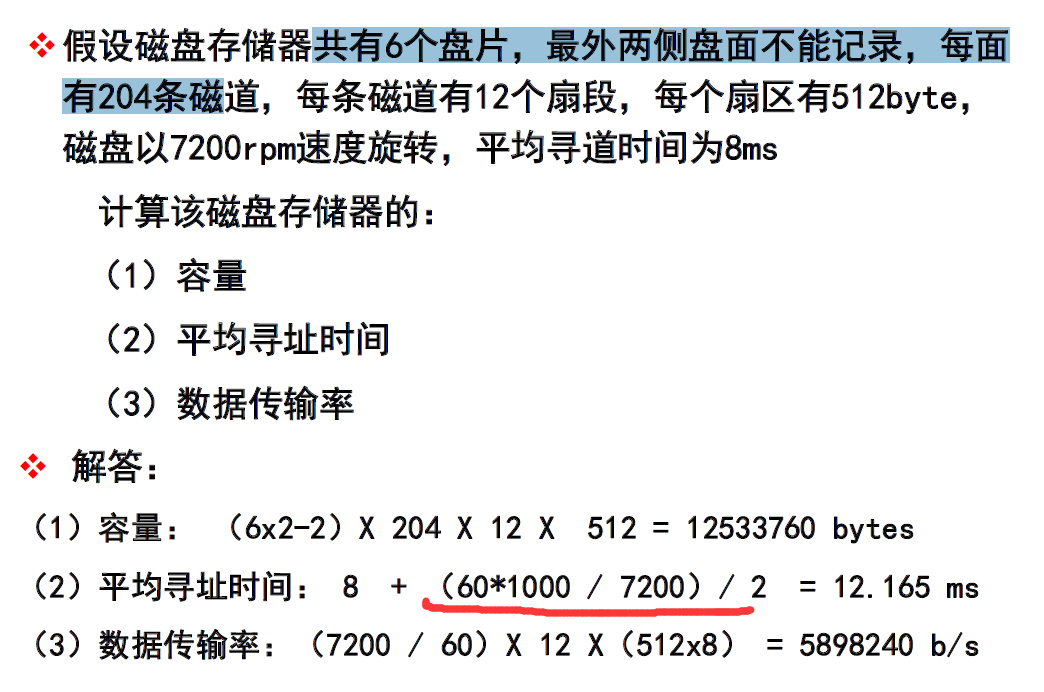 假设磁盘存储器共有6个盘片，最外两侧盘面不能记录，每面
有204条磁道，每条磁道有12个扇段，每个扇区有512byte，
磁盘以7200rpm速度旋转，平均寻道时间为8ms
计算该磁盘存储器的：
（1）容量
（2）平均寻址时间
（3）数据传输率
解答：
（1）容量： （6x2-2）X 204 X 12 X 512 = 12533760 bytes
（2）平均寻址时间： 8 + （60*1000 / 7200）/ 2 = 12.165 ms
（3）数据传输率：（7200 / 60）X 12 X（512x8） = 5898240 b/s